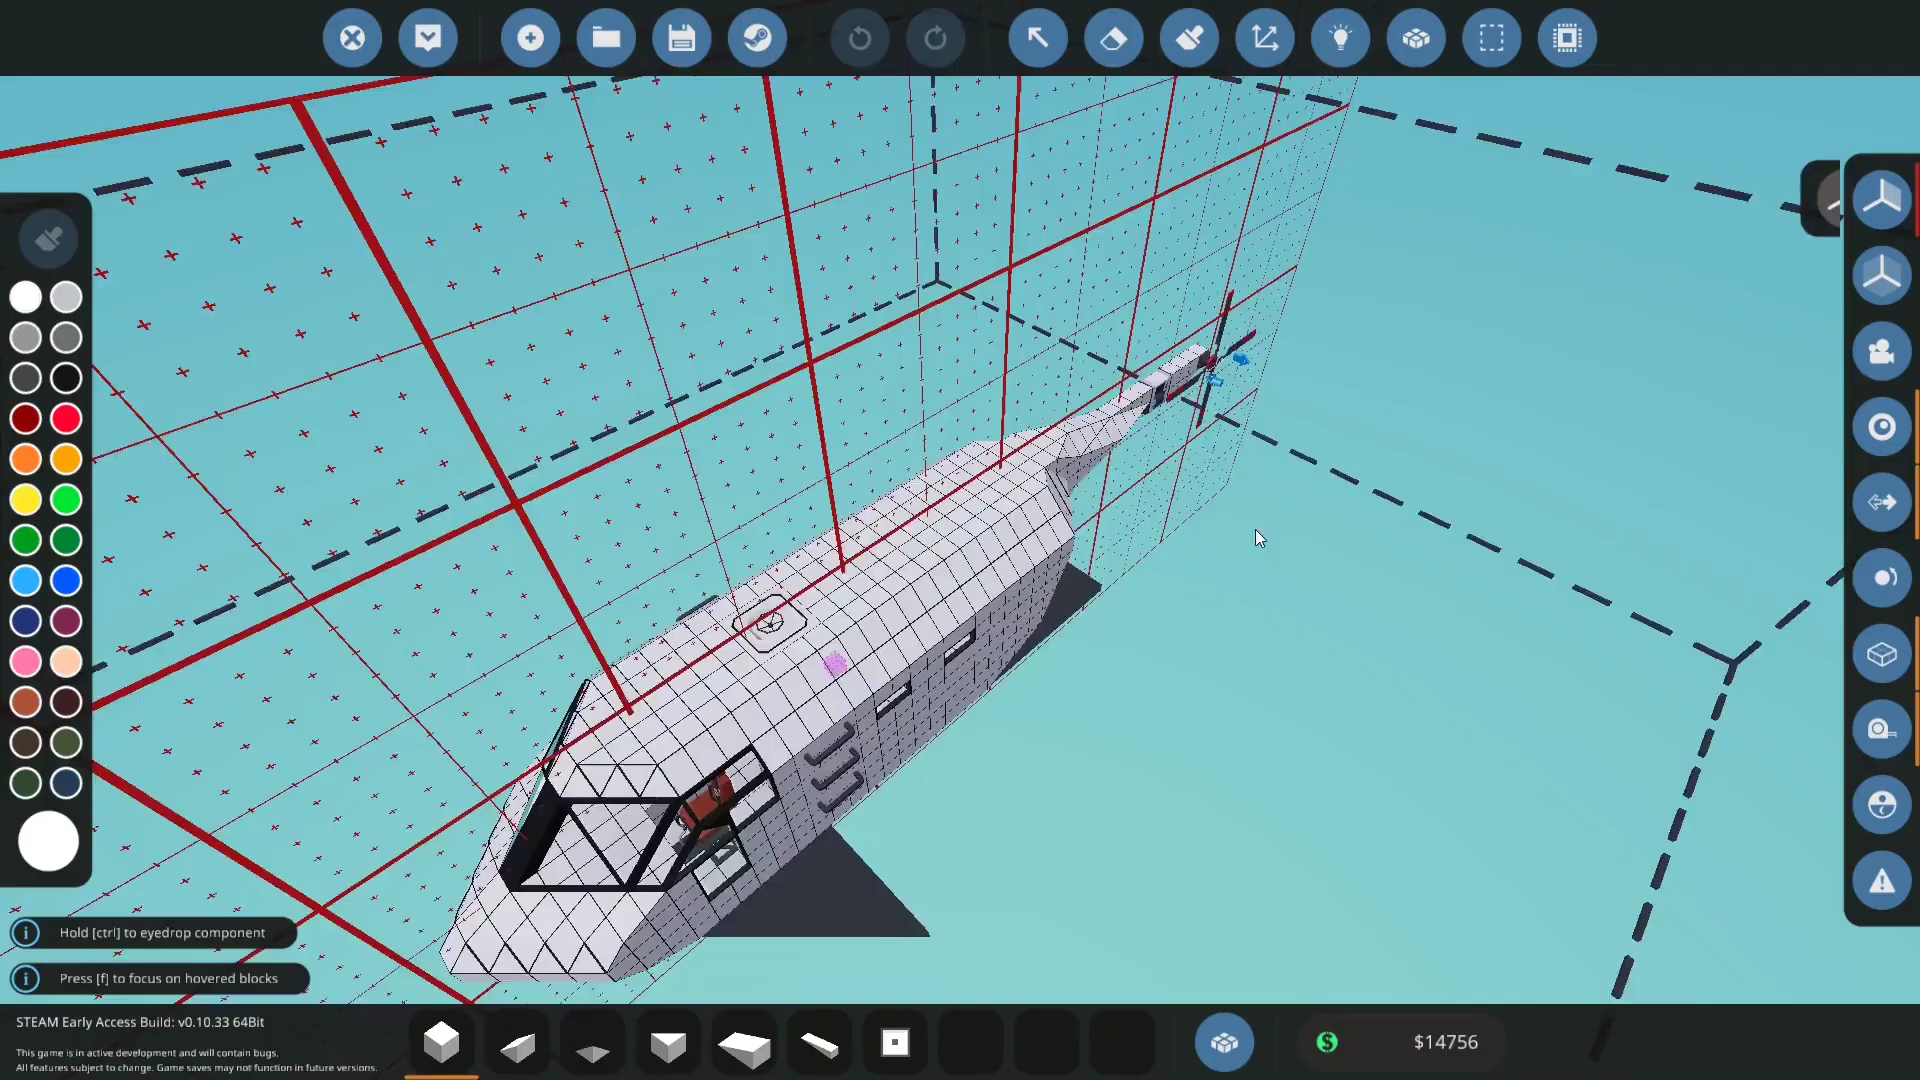 Hold [ctrl] to eyedrop component
Press [f] to focus on hovered blocks
STEAM Early Access Build: v0.10.33 64Bit
This game is in active development and will contain bugs.
All features subject to change. Game saves may not function in future versions.
$14756